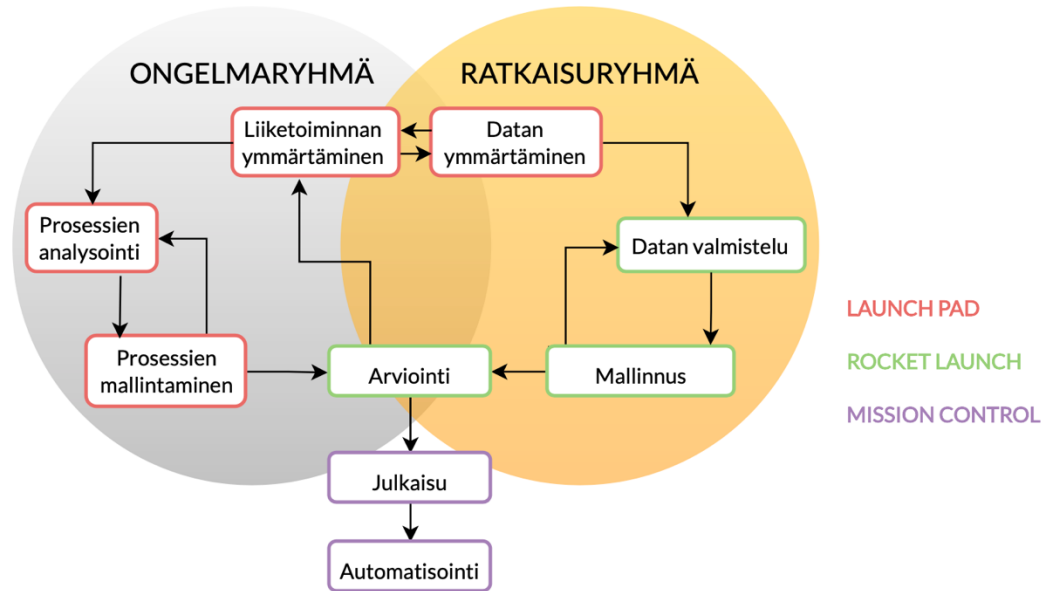 ONGELMARYHMÄ
RATKAISURYHMÄ
Liiketoiminnan
ymmärtäminen
Datan
ymmärtäminen
Prosessien
analysointi
Datan valmistelu
LAUNCH PAD
Prosessien
mallintaminen
Arviointi
Mallinnus
ROCKET LAUNCH
MISSION CONTROL
Julkaisu
Automatisointi